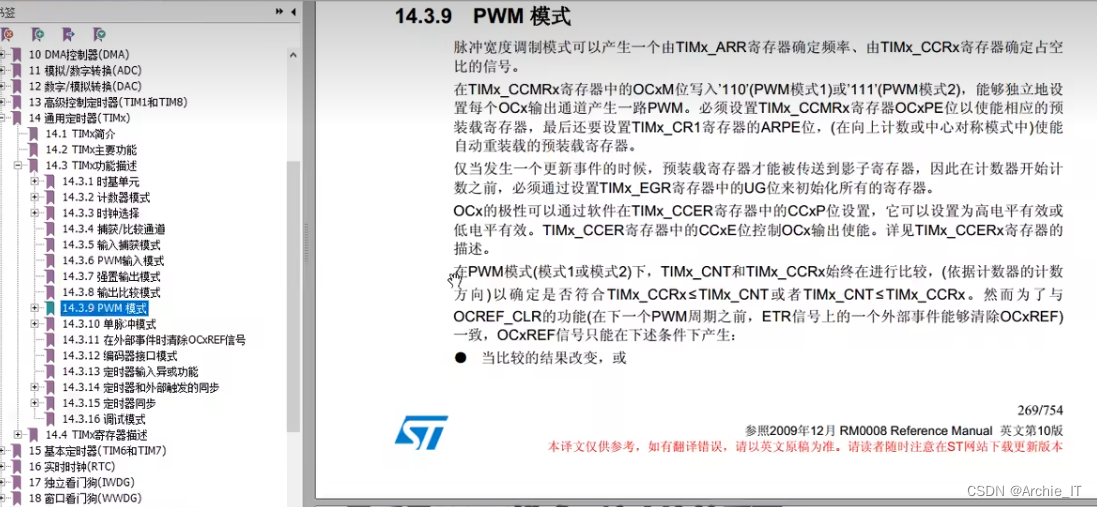 书签
10 DMA控制器(DMA)
11 模拟/数字转换(ADC)
12 数字/模拟转换(DAC)
13 高级控制定时器(TIM1和TIM8)
14 通用定时器(TIMx)
14.1 TIMx简介
14.2 TIMx主要功能
14.3 TIMx功能描述
14.3.1 时基单元
14.3.2 计数器模式
14.3.3 时钟选择
14.3.4 捕获/比较通道
14.3.5 输入捕获模式
14.3.6 PWM输入模式
14.3.7 强置输出模式
14.3.8 输出比较模式
14.3.9 PWM 模式
14.3.10 单脉冲模式
14.3.11 在外部事件时清除OCxREF信号
14.3.12 编码器接口模式
14.3.13 定时器输入异或功能
14.3.14 定时器和外部触发的同步
14.3.15 定时器同步
14.3.16 调试模式
14.4 TIMx寄存器描述
15 基本定时器(TIM6和TIM7)
16 实时时钟(RTC)
17 独立看门狗(IWDG)
18 窗口看门狗(WWDG)
14.3.9 PWM 模式
脉冲宽度调制模式可以产生一个由TIMx_ARR寄存器确定频率、由TIMx_CCRx寄存器确定占空
比的信号。
在TIMx_CCMRx寄存器中的OCxM位写入'110'(PWM模式1)或'111'(PWM模式2)，能够独立地设
置每个OCx输出通道产生一路PWM。必须设置TIMx_CCMRx寄存器OCxPE位以使能相应的预
装载寄存器，最后还要设置TIMx_CR1寄存器的ARPE位，(在向上计数或中心对称模式中)使能
自动重装载的预装载寄存器。
仅当发生一个更新事件的时候，预装载寄存器才能被传送到影子寄存器，因此在计数器开始计
数之前，必须通过设置TIMx_EGR寄存器中的UG位来初始化所有的寄存器。
OCx的极性可以通过软件在TIMx_CCER寄存器中的CCxP位设置，它可以设置为高电平有效或
低电平有效。TIMx_CCER寄存器中的CCxE位控制OCx输出使能。详见TIMx_CCERx寄存器的
描述。
在PWM模式(模式1或模式2)下，TIMx_CNT和TIMx_CCRx始终在进行比较，(依据计数器的计数
方向)以确定是否符合TIMx_CCRx≤TIMx_CNT或者TIMx_CNT≤TIMx_CCRx。然而为了与
OCREF_CLR的功能(在下一个PWM周期之前，ETR信号上的一个外部事件能够清除OCxREF)
一致，OCxREF信号只能在下述条件下产生：
● 当比较的结果改变，或
269/754
ST
参照2009年12月 RM0008 Reference Manual 英文第10版
本译文仅供参考，如有翻译错误，请以英文原稿为准。请读者随时注意在ST网站下载更新版本
CSDN @Archie_IT